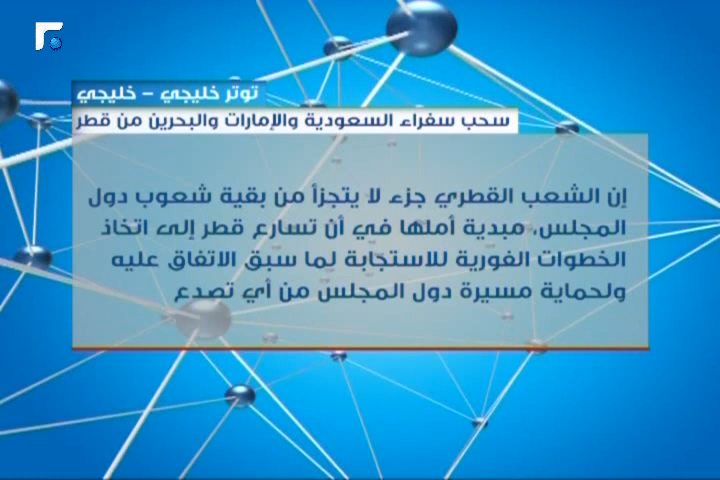 توتر خليجي – خليجي
سحب سفراء السعودية والإمارات والبحرين من قطر
إن الشعب القطري جزء لا يتجزأ من بقية شعوب دول
المجلس، مبدية أملها في أن تسارع قطر إلى اتخاذ
الخطوات الفورية للاستجابة لما سبق الاتفاق عليه
ولحماية مسيرة دول المجلس من أي تصدع